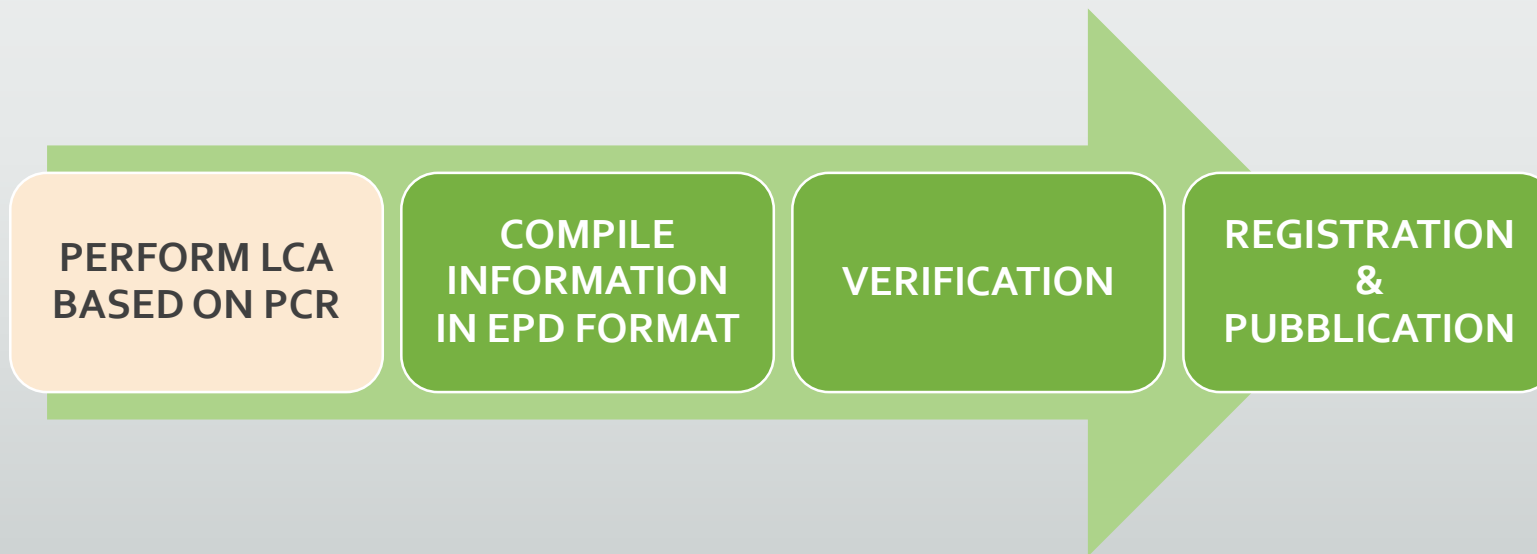 PERFORM LCA
BASED ON PCR
COMPILE
INFORMATION
IN EPD FORMAT
VERIFICATION
REGISTRATION
&
PUBBLICATION